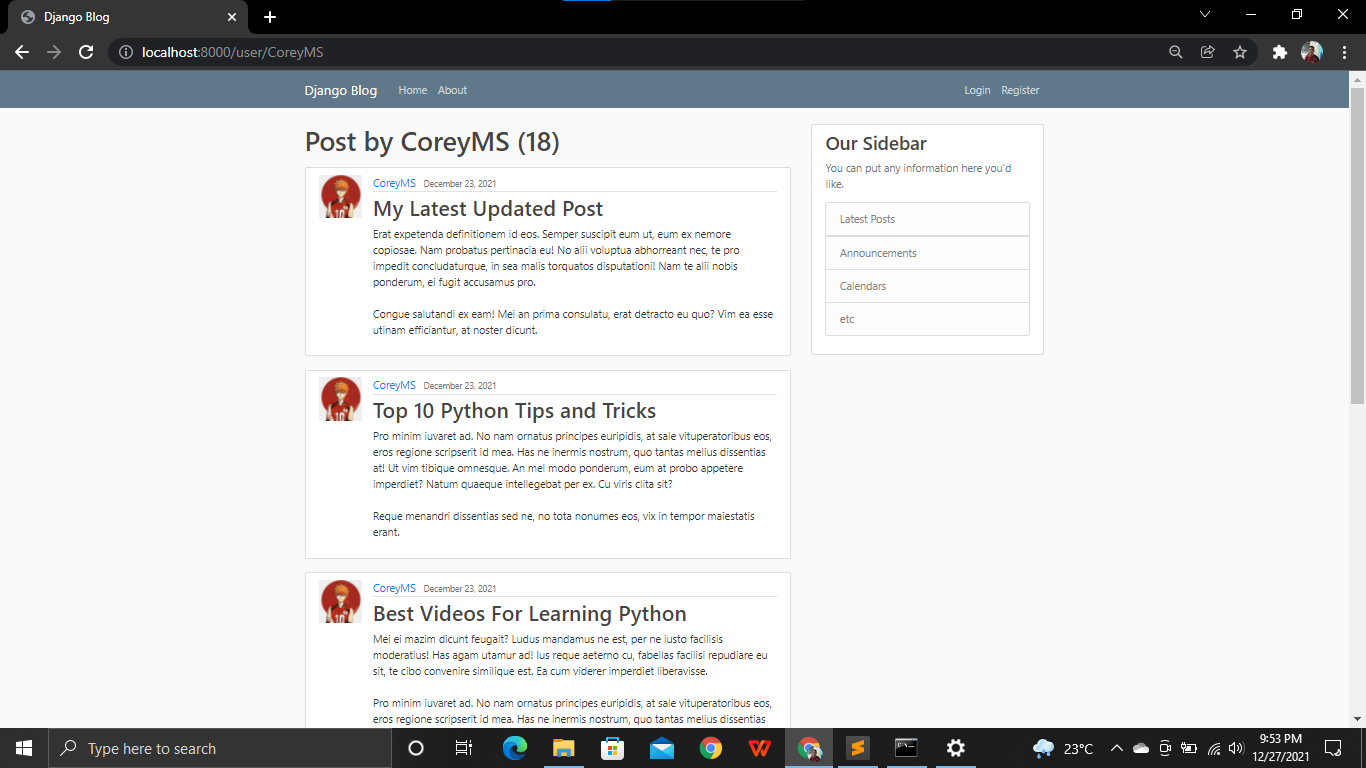 Django Blog
localhost:8000/user/CoreyMS
Django Blog Home About Login Register
Post by CoreyMS (18)
CoreyMS December 23, 2021
My Latest Updated Post
Erat expetenda definitionem id eos. Semper suscipit eum ut, eum ex nemore
copiosae. Nam probatus pertinacia eu! No alii voluptua abhorreant nec, te pro
impedit concludaturque, in sea malis torquatos disputationi! Nam te alii nobis
ponderum, ei fugit accusamus pro.
Congue salutandi ex eam! Mei an prima consulatu, erat detracto eu quo? Vim ea esse
utinam efficiantur, at noster dicunt.
CoreyMS December 23, 2021
Top 10 Python Tips and Tricks
Pro minim iuvaret ad. No nam ornatus principes euripidis, at sale vituperatoribus eos,
eros regione scripserit id mea. Has ne inermis nostrum, quo tantas melius dissentias
at! Ut vim tibique omnesque. An mel modo ponderum, eum at probo appetere
imperdiet? Natum quaeque intellegebat per ex. Cu viris clita sit?
Reque menandri dissentias sed ne, no tota nonumes eos, vix in tempor maiestatis
erant.
CoreyMS December 23, 2021
Best Videos For Learning Python
Mei ei mazim dicunt feugait? Ludus mandamus ne est, per ne iusto facilisis
moderatius! Has agam utamur ad! Ius reque aeterno cu, fabellas facilisi repudiare eu
sit, te cibo convenire similique est. Ea cum viderer imperdiet liberavisse.
Pro minim iuvaret ad. No nam ornatus principes euripidis, at sale vituperatoribus eos,
eros regione scripserit id mea. Has ne inermis nostrum, quo tantas melius dissentias
Our Sidebar
You can put any information here you'd
like.
Latest Posts
Announcements
Calendars
etc
Type here to search
23°C
9:53 PM
12/27/2021